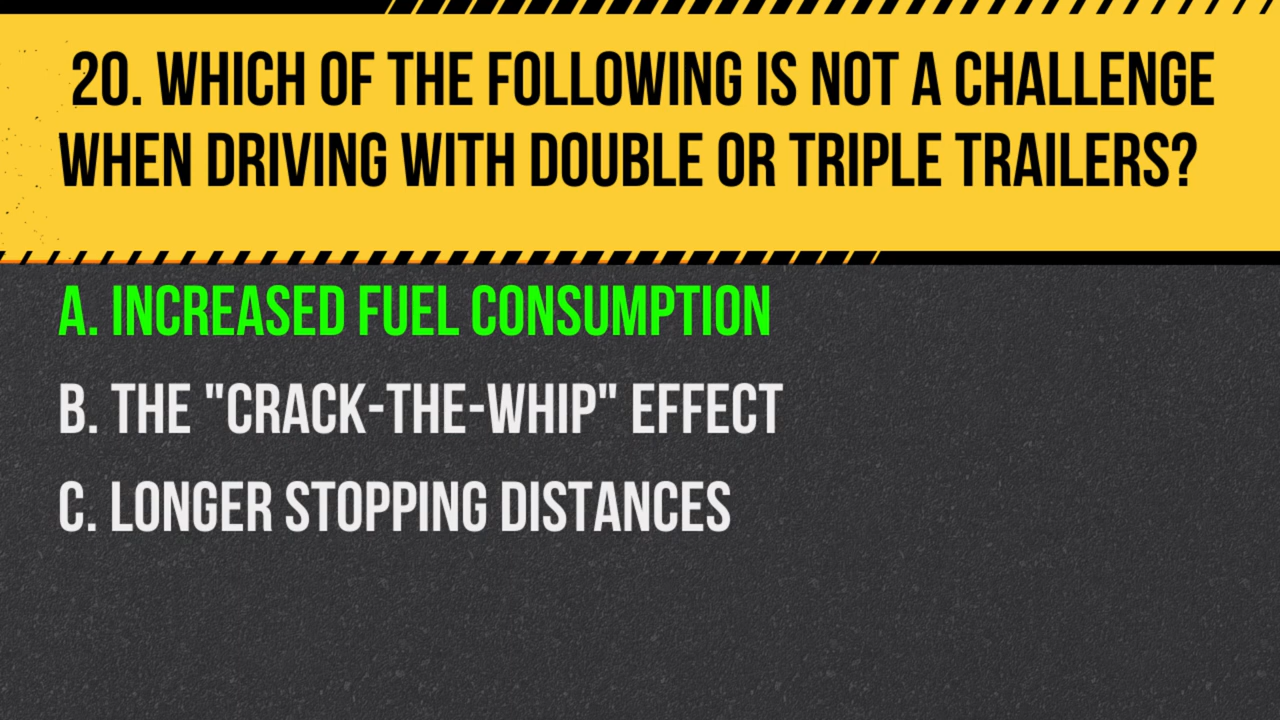 20. WHICH OF THE FOLLOWING IS NOT A CHALLENGE
WHEN DRIVING WITH DOUBLE OR TRIPLE TRAILERS?
A. INCREASED FUEL CONSUMPTION
B. THE "CRACK-THE-WHIP" EFFECT
C. LONGER STOPPING DISTANCES